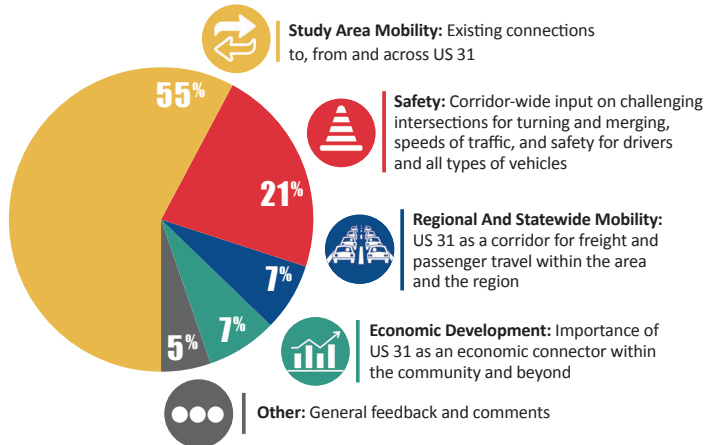 Study Area Mobility: Existing connections
to, from and across US 31
55%
Safety: Corridor-wide input on challenging
intersections for turning and merging,
speeds of traffic, and safety for drivers
and all types of vehicles
21%
Regional And Statewide Mobility:
US 31 as a corridor for freight and
passenger travel within the area
and the region
7%
Economic Development: Importance of
US 31 as an economic connector within
the community and beyond
7%
5%
Other: General feedback and comments